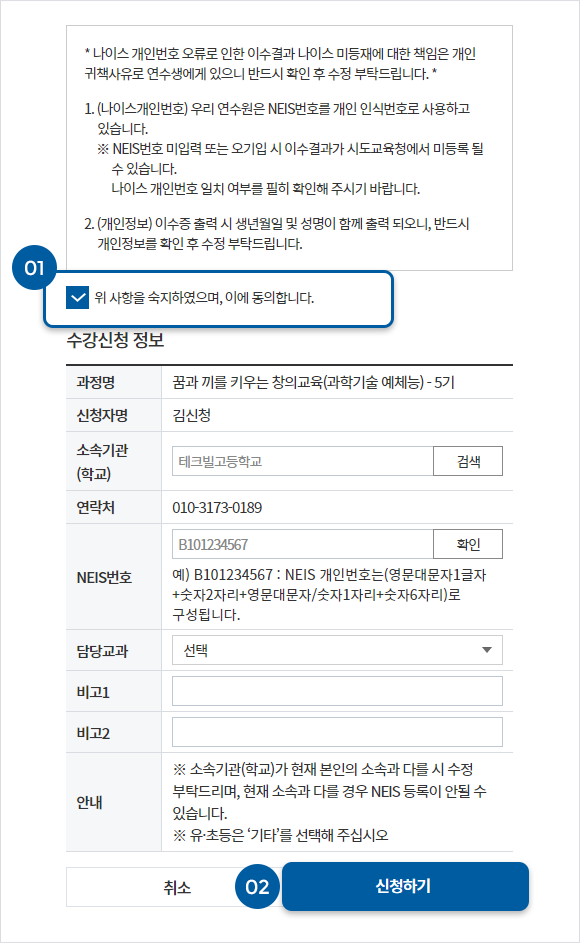 * 나이스 개인번호 오류로 인한 이수결과 나이스 미등재에 대한 책임은 개인
귀책사유로 연수생에게 있으니 반드시 확인 후 수정 부탁드립니다. *
1. (나이스개인번호) 우리 연수원은 NEIS번호를 개인 인식번호로 사용하고
있습니다.
※ NEIS번호 미입력 또는 오기입 시 이수결과가 시도교육청에서 미등록 될
수 있습니다.
나이스 개인번호 일치 여부를 필히 확인해 주시기 바랍니다.
2. (개인정보) 이수증 출력 시 생년월일 및 성명이 함께 출력 되오니, 반드시
개인정보를 확인 후 수정 부탁드립니다.
01
위 사항을 숙지하였으며, 이에 동의합니다.
수강신청 정보
과정명 꿈과 끼를 키우는 창의교육(과학기술 예체능) - 5기
신청자명 김신청
소속기관
(학교)
테크빌고등학교 검색
연락처 010-3173-0189
NEIS번호
B101234567 확인
예) B101234567 : NEIS 개인번호는(영문대문자1글자
+숫자2자리+영문대문자/숫자1자리+숫자6자리)로
구성됩니다.
담당교과 선택
비고1
비고2
안내
※ 소속기관(학교)가 현재 본인의 소속과 다를 시 수정
부탁드리며, 현재 소속과 다를 경우 NEIS 등록이 안될 수
있습니다.
※ 유·초등은 ‘기타’를 선택해 주십시오
취소 02 신청하기